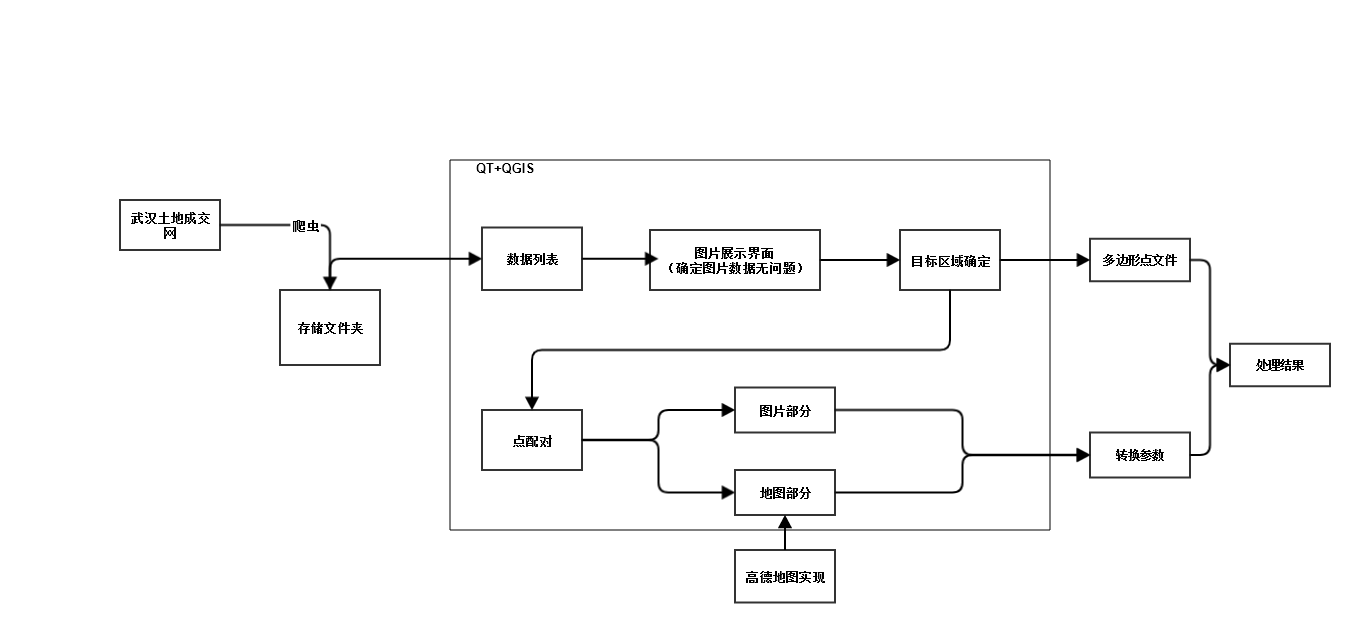 QT+QGIS
武汉土地成交
网
爬虫
数据列表
图片展示界面
（确定图片数据无问题）
目标区域确定
多边形点文件
存储文件夹
处理结果
图片部分
点配对
转换参数
地图部分
高德地图实现